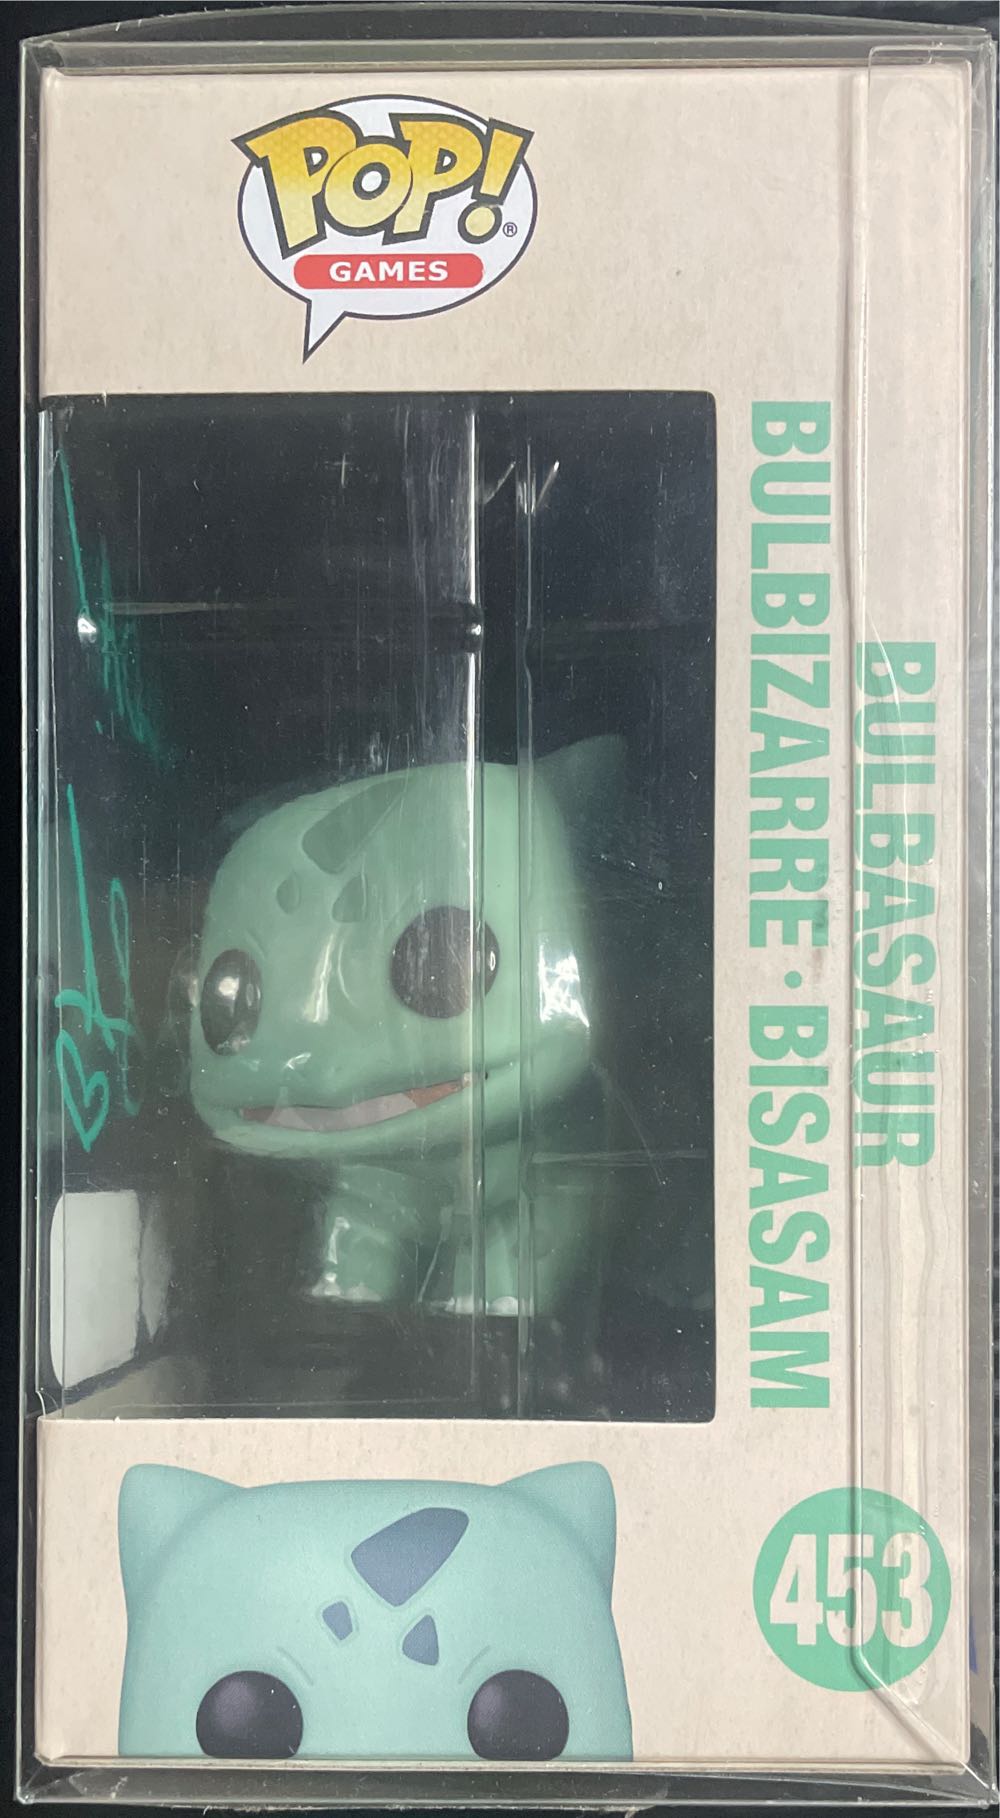 POP!®
GAMES
BULBASAUR
BULBIZARRE · BISASAM
453